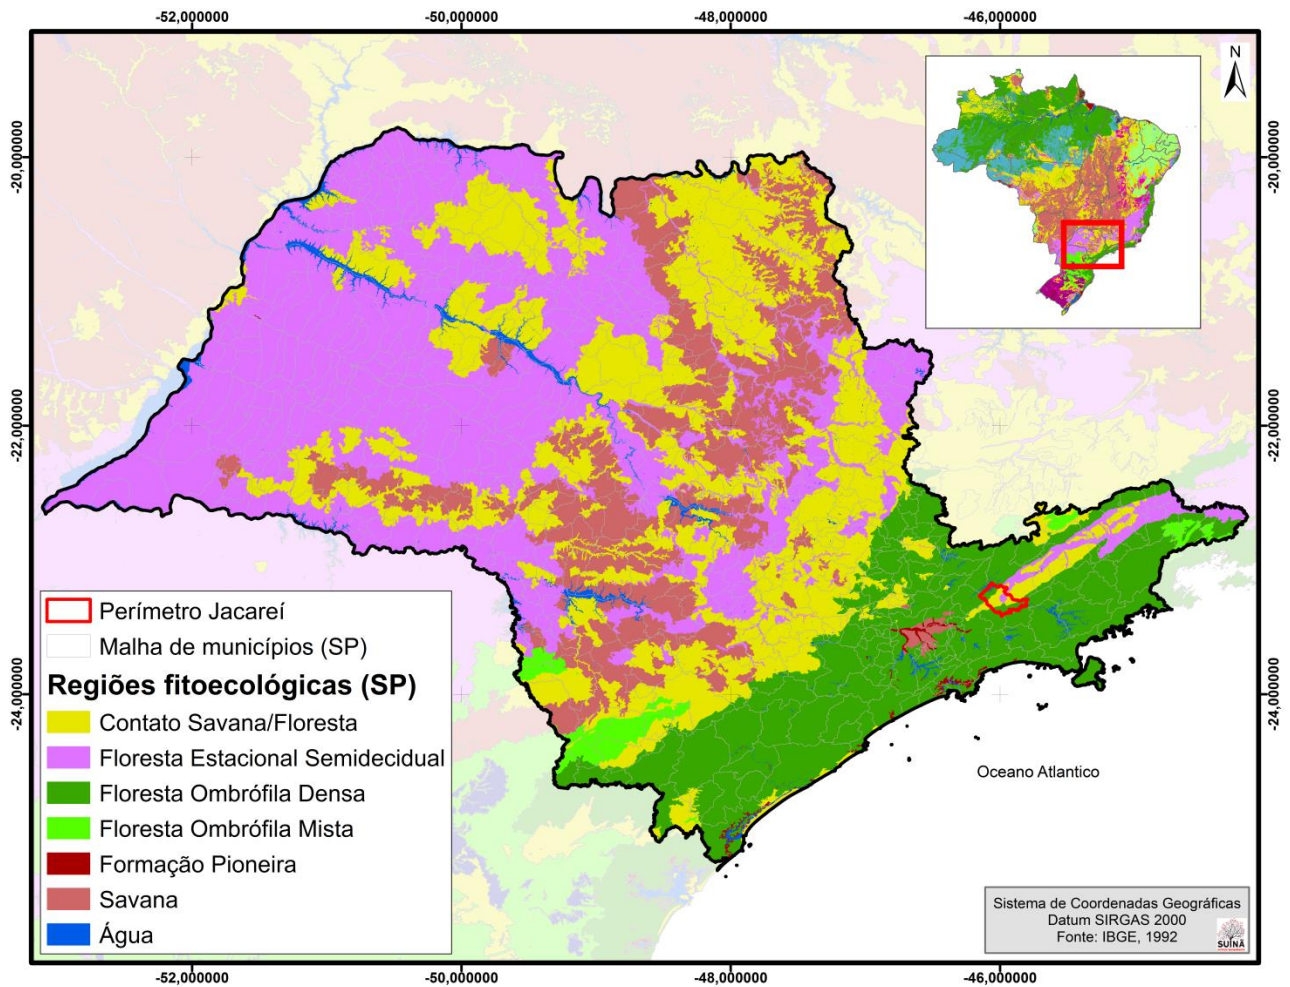 -52,000000
-50,000000
-48,000000
-46,000000
N
-20,000000
-20,000000
-22,000000
-22,000000
-24,000000
-24,000000
Perímetro Jacareí
Malha de municípios (SP)
Regiões fitoecológicas (SP)
Contato Savana/Floresta
Floresta Estacional Semidecidual
Floresta Ombrófila Densa
Floresta Ombrófila Mista
Formação Pioneira
Savana
Água
Oceano Atlantico
Sistema de Coordenadas Geográficas
Datum SIRGAS 2000
Fonte: IBGE, 1992
SUINÃ
-52,000000
-50,000000
-48,000000
-46,000000